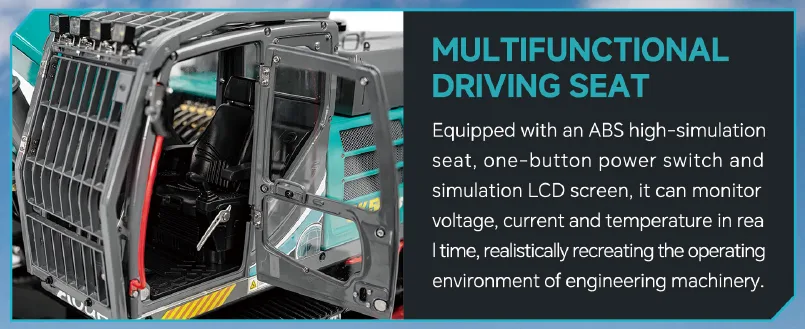 MULTIFUNCTIONAL
DRIVING SEAT
Equipped with an ABS high-simulation
seat, one-button power switch and
simulation LCD screen, it can monitor
voltage, current and temperature in rea
l time, realistically recreating the operating
environment of engineering machinery.